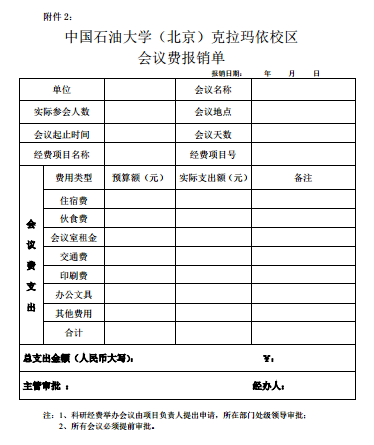 附件 2：
中国石油大学（北京）克拉玛依校区
会议费报销单
报销日期： 年 月 日
单位 会议名称
实际参会人数 会议地点
会议起止时间 会议天数
经费项目名称 经费项目号
会议费支出
费用类型 预算额（元） 实际支出额（元） 备注
住宿费
伙食费
会议室租金
交通费
印刷费
办公文具
其他费用
合计
总支出金额（人民币大写）： ￥：
主管审批 ： 经办人：
注：1、科研经费举办会议由项目负责人提出申请，所在部门处级领导审批；
2、所有会议必须提前审批。